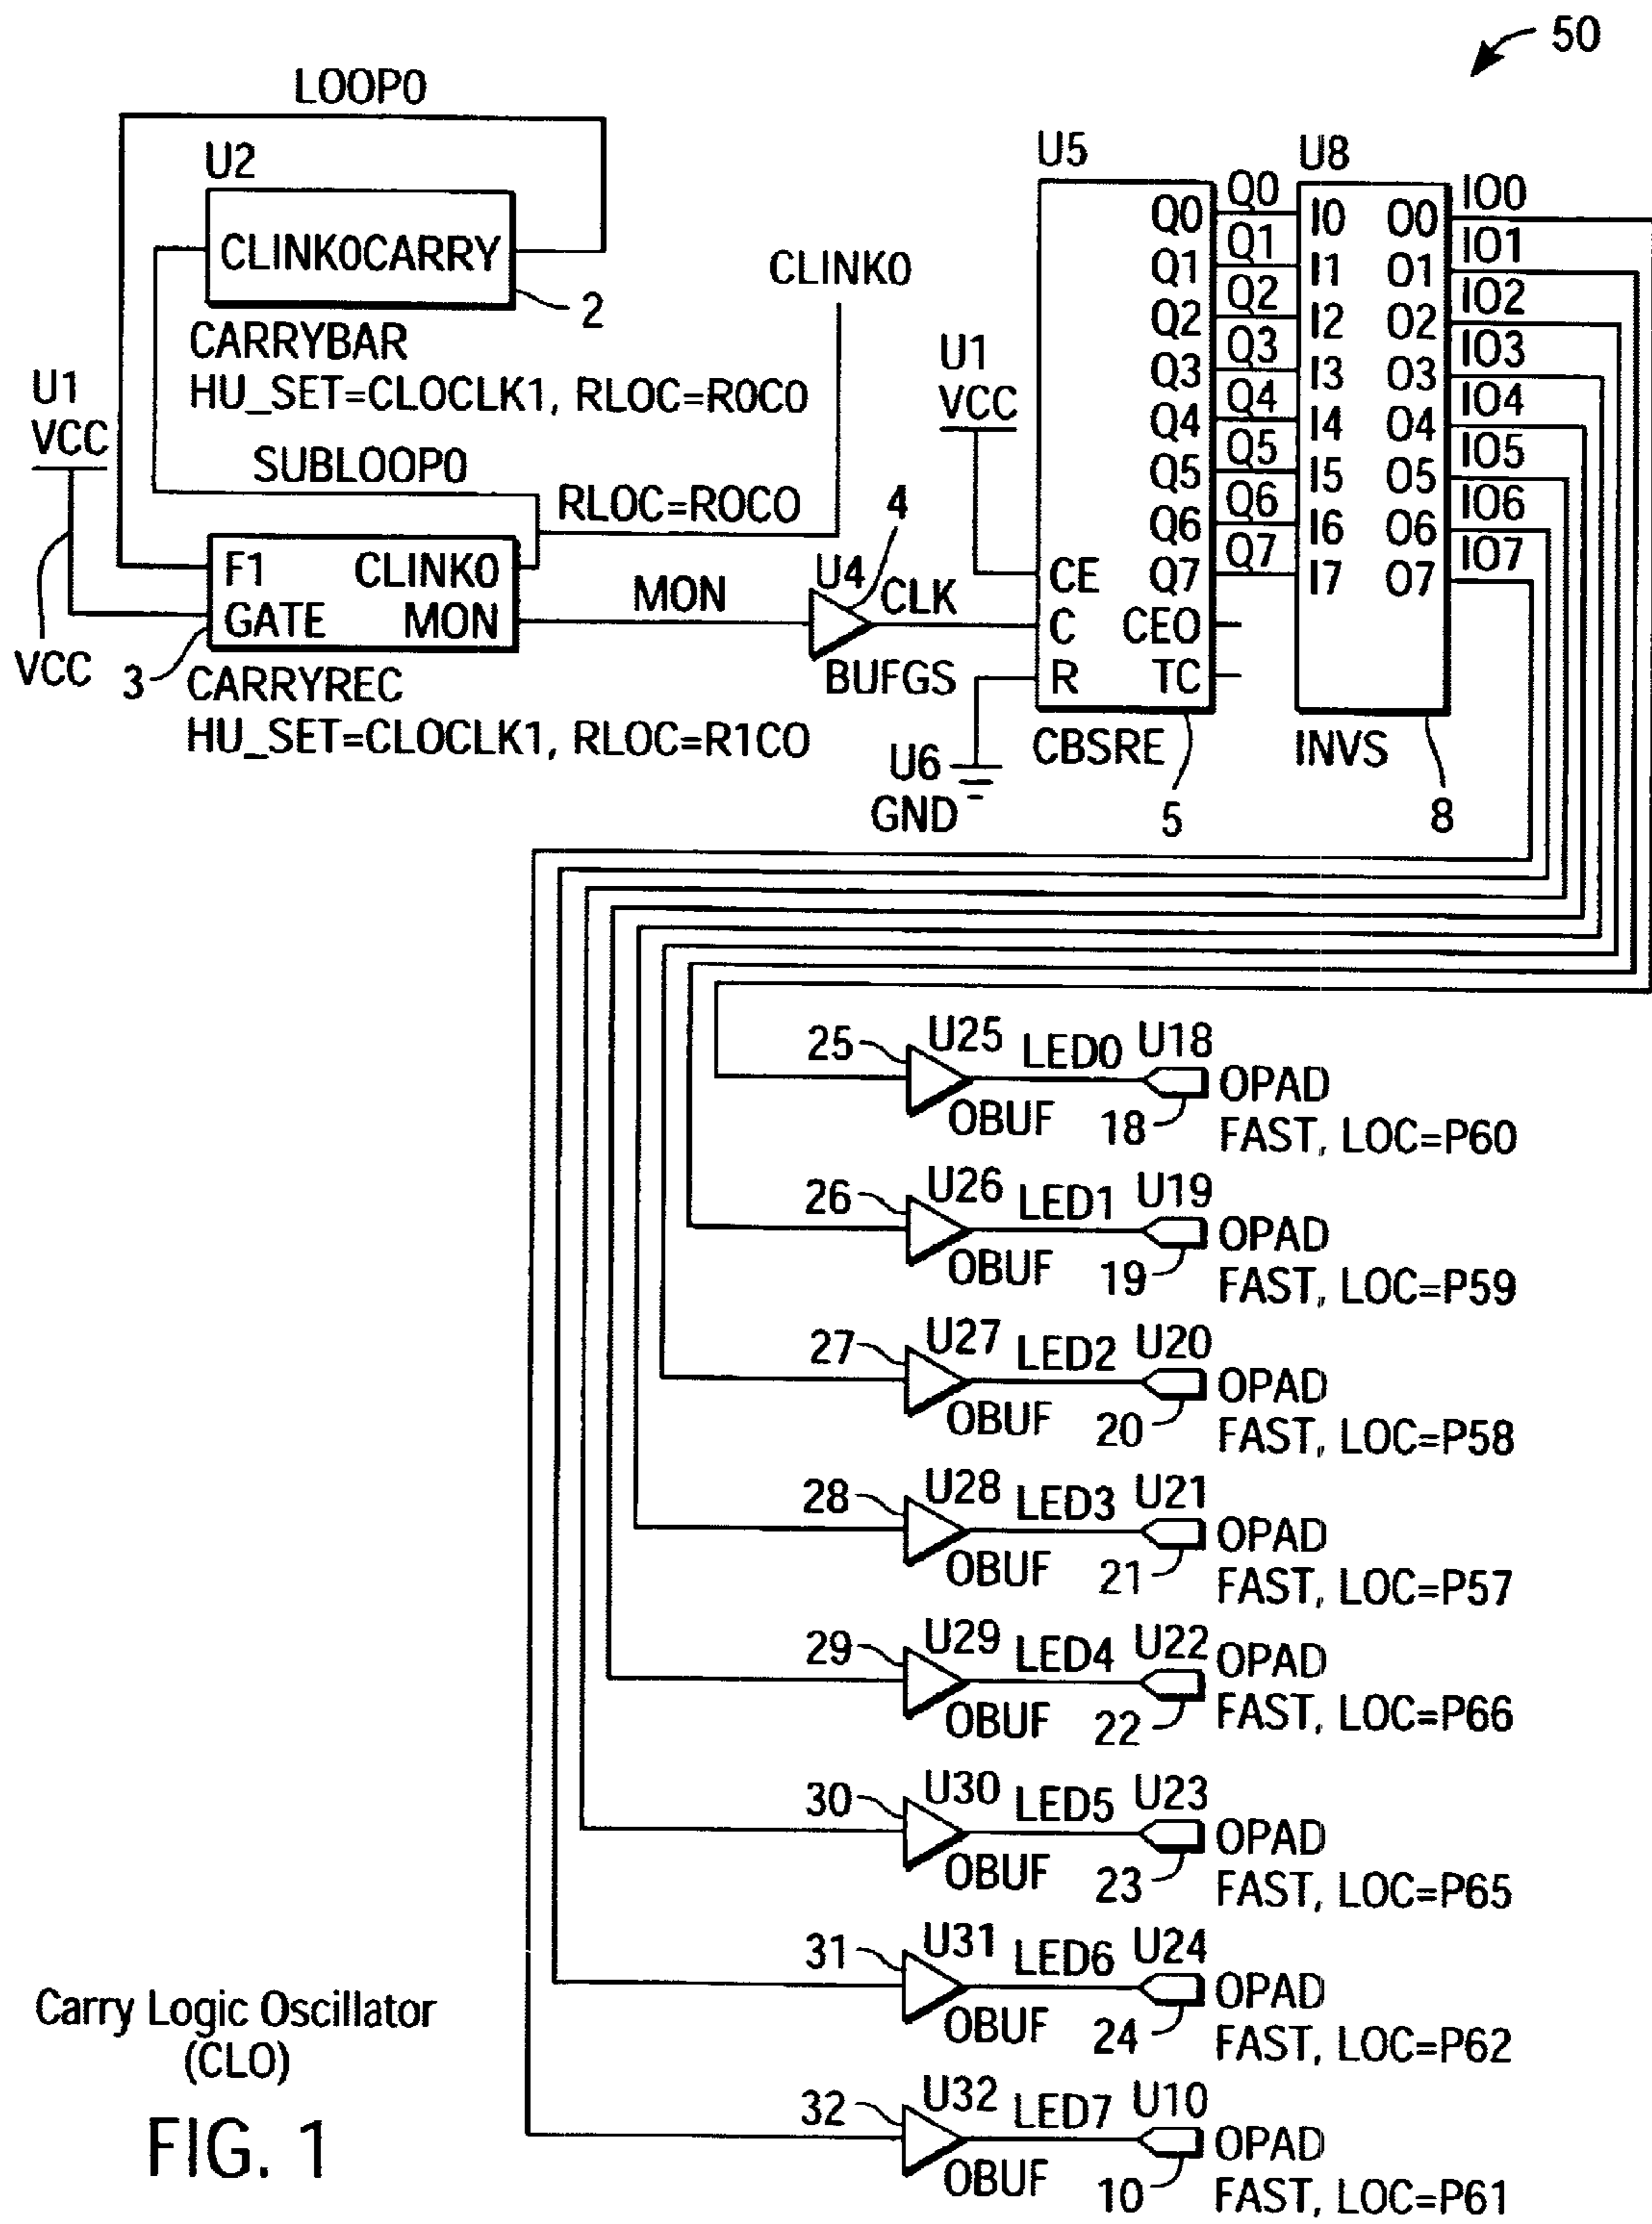 50
LOOP0
U2
CLINK0CARRY
2
CARRYBAR
HU_SET=CLOCLK1, RLOC=R0C0
U1
VCC
SUBLOOP0
RLOC=R0C0
CLINK0
F1 CLINK0
GATE MON
VCC
3
CARRYREC
HU_SET=CLOCLK1, RLOC=R1C0
MON
U4
4
CLK
BUFGS
U1
VCC
U6
GND
U5
Q0
Q1
Q2
Q3
Q4
Q5
Q6
CE Q7
C CEO
R TC
CBSRE
5
Q0
Q1
Q2
Q3
Q4
Q5
Q6
Q7
U8
I0 O0
I1 O1
I2 O2
I3 O3
I4 O4
I5 O5
I6 O6
I7 O7
INVS
8
IO0
IO1
IO2
IO3
IO4
IO5
IO6
IO7
25 U25 LED0 U18
OBUF 18 OPAD
FAST, LOC=P60
26 U26 LED1 U19
OBUF 19 OPAD
FAST, LOC=P59
27 U27 LED2 U20
OBUF 20 OPAD
FAST, LOC=P58
28 U28 LED3 U21
OBUF 21 OPAD
FAST, LOC=P57
29 U29 LED4 U22
OBUF 22 OPAD
FAST, LOC=P66
30 U30 LED5 U23
OBUF 23 OPAD
FAST, LOC=P65
31 U31 LED6 U24
OBUF 24 OPAD
FAST, LOC=P62
32 U32 LED7 U10
OBUF 10 OPAD
FAST, LOC=P61
Carry Logic Oscillator
(CLO)
FIG. 1